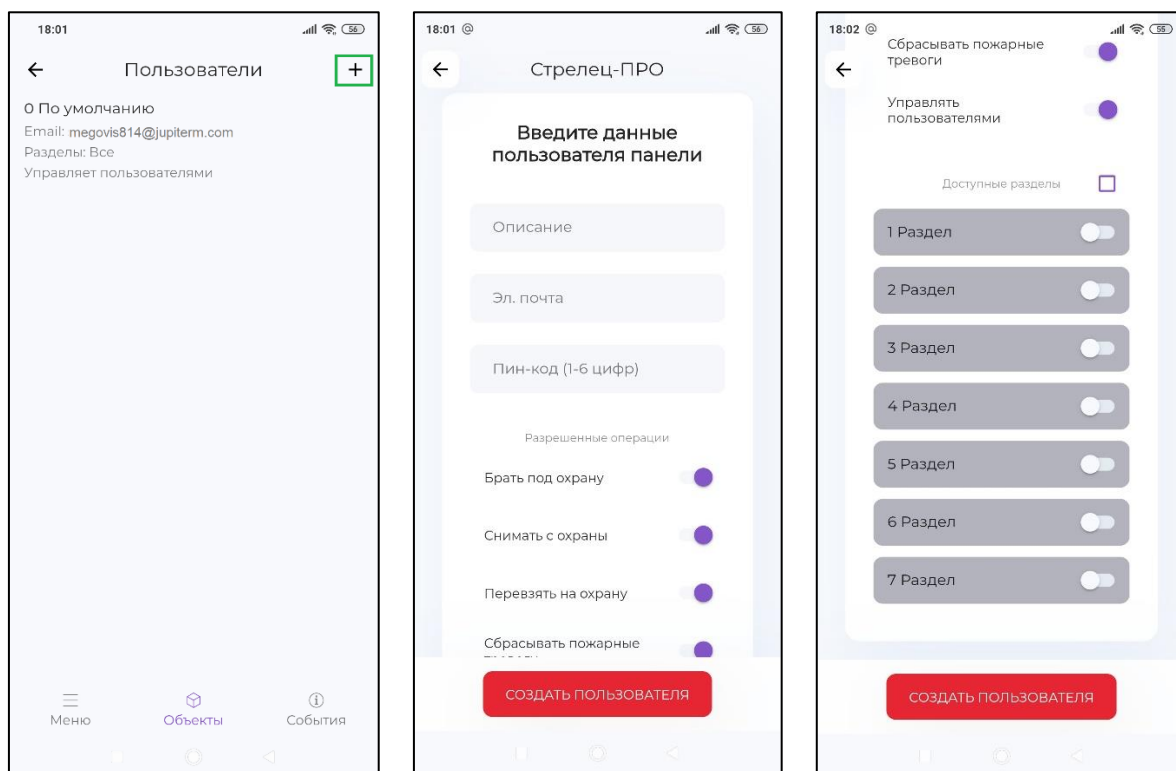 18:01
56
Пользователи
+
0 По умолчанию
Email: megovis814@jupiterm.com
Разделы: Все
Управляет пользователями
Меню
Объекты
События
18:01 @
56
Стрелец-ПРО
Введите данные
пользователя панели
Описание
Эл. почта
Пин-код (1-6 цифр)
Разрешенные операции
Брать под охрану
Снимать с охраны
Перевзять на охрану
Сбрасывать пожарные
СОЗДАТЬ ПОЛЬЗОВАТЕЛЯ
18:02 @
55
Сбрасывать пожарные
тревоги
Управлять
пользователями
Доступные разделы
1 Раздел
2 Раздел
3 Раздел
4 Раздел
5 Раздел
6 Раздел
7 Раздел
СОЗДАТЬ ПОЛЬЗОВАТЕЛЯ